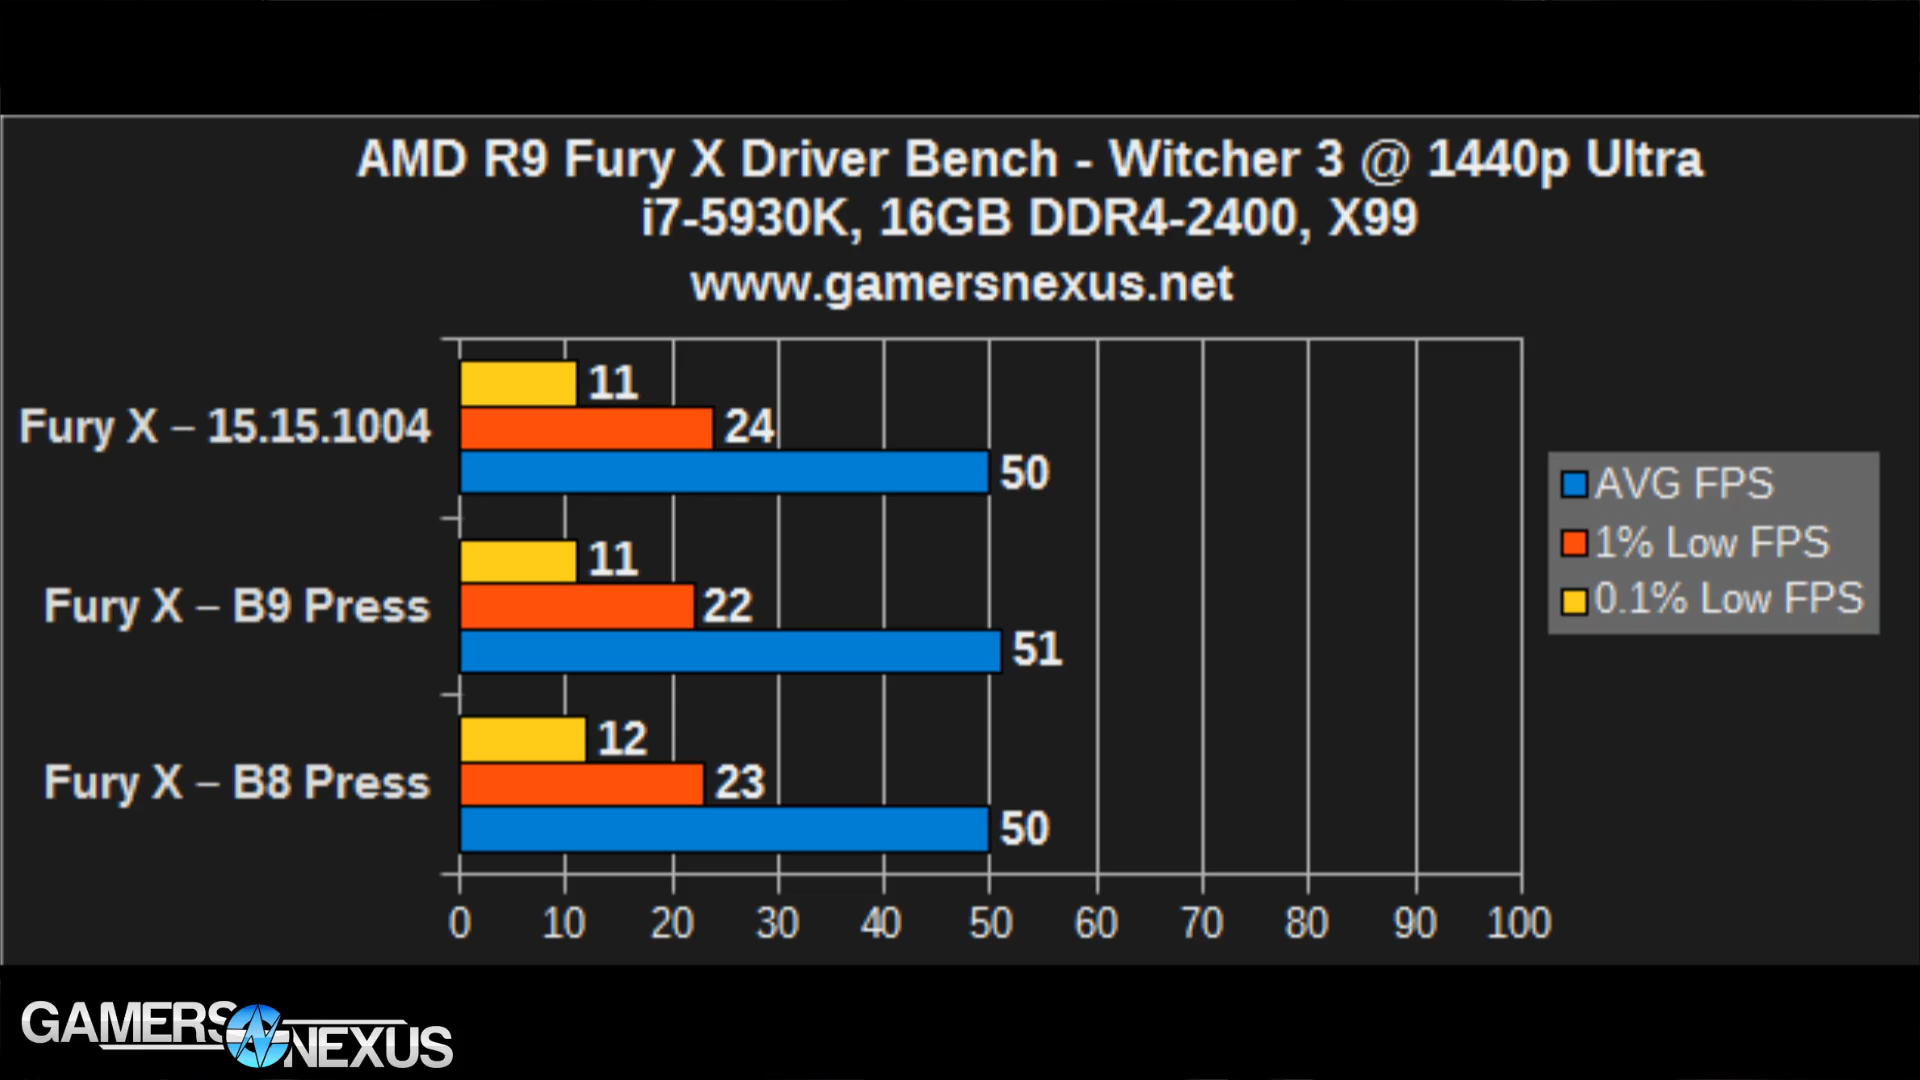 AMD R9 Fury X Driver Bench - Witcher 3 @ 1440p Ultra
i7-5930K, 16GB DDR4-2400, X99
www.gamersnexus.net
Fury X – 15.15.1004
11
24
50
Fury X – B9 Press
11
22
51
Fury X – B8 Press
12
23
50
0 10 20 30 40 50 60 70 80 90 100
AVG FPS
1% Low FPS
0.1% Low FPS
GAMERS NEXUS